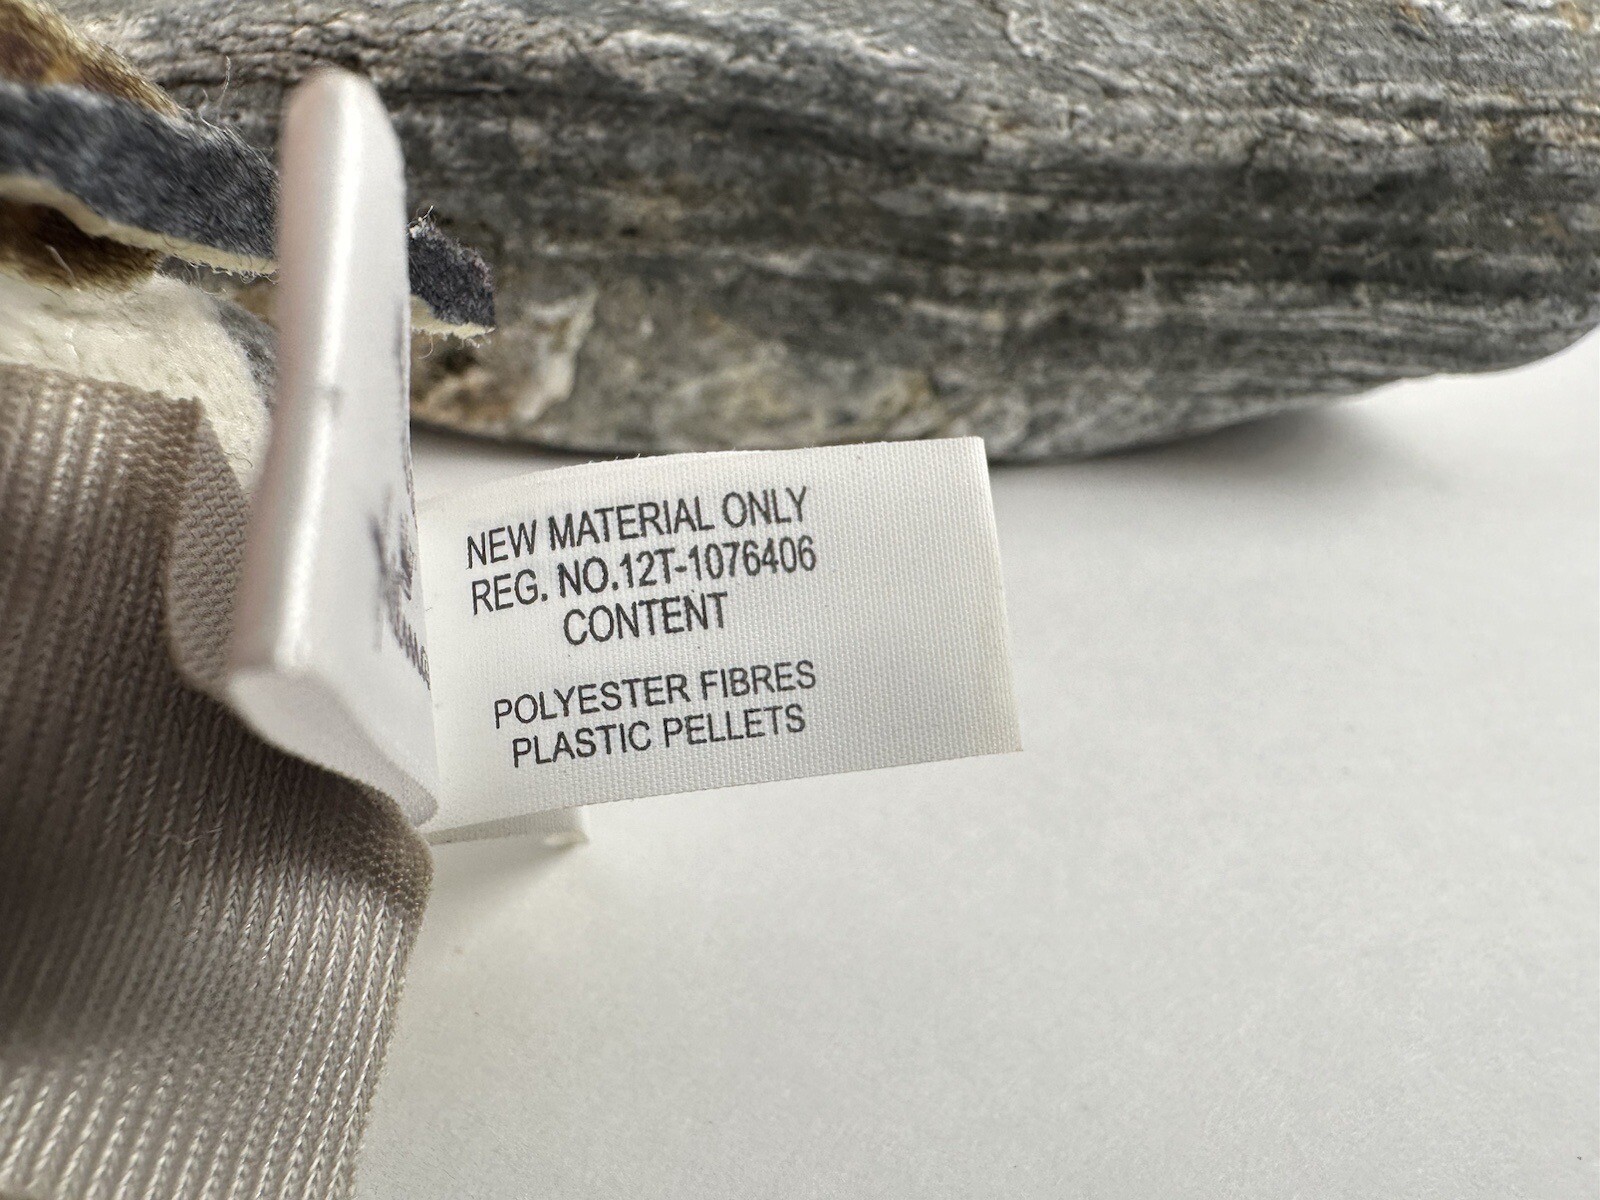 NEW MATERIAL ONLY
REG. NO.12T-1076406
CONTENT
POLYESTER FIBRES
PLASTIC PELLETS